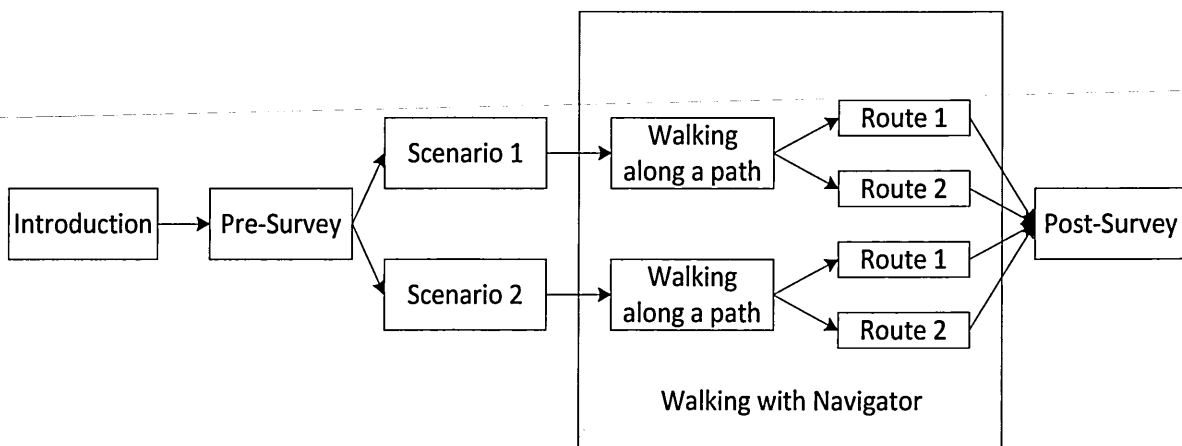 Introduction
Pre-Survey
Scenario 1
Scenario 2
Walking
along a path
Walking
along a path
Route 1
Route 2
Route 1
Route 2
Post-Survey
Walking with Navigator